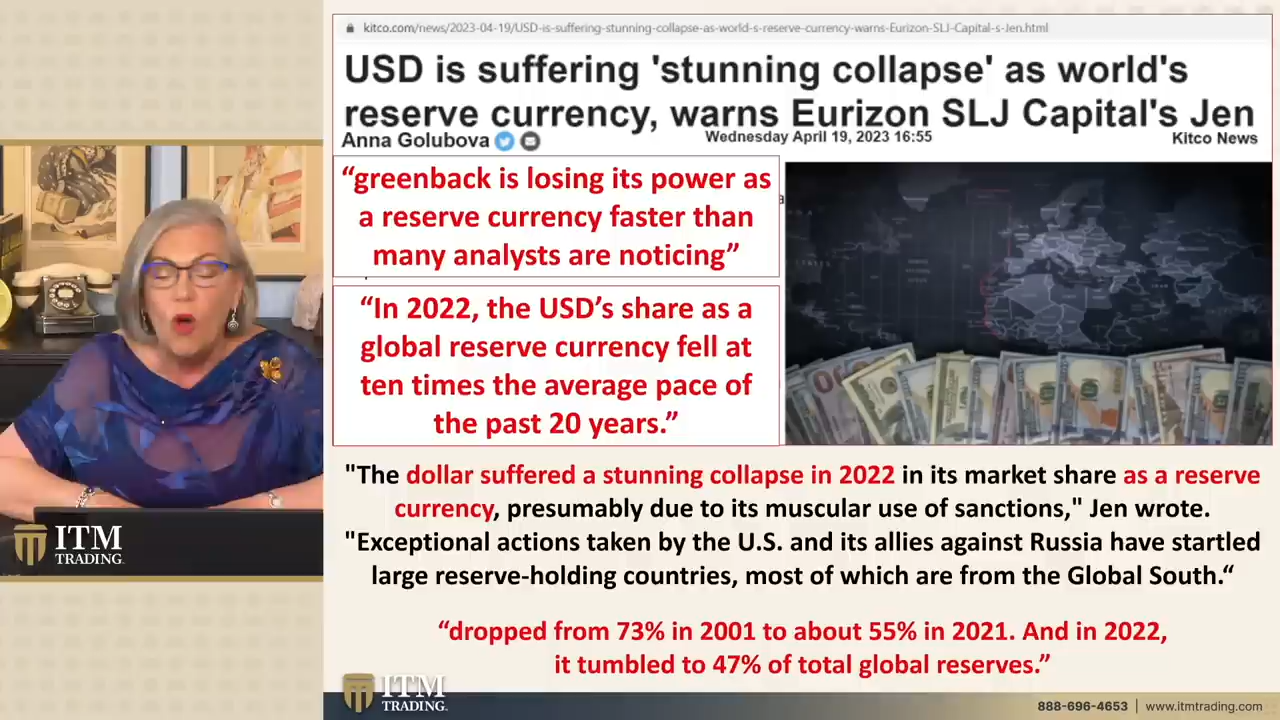 kitco.com/news/2023-04-19/USD-is-suffering-stunning-collapse-as-world-s-reserve-currency-warns-Eurizon-SLJ-Capital-s-Jen.html
USD is suffering 'stunning collapse' as world's
reserve currency, warns Eurizon SLJ Capital's Jen
Anna Golubova
Wednesday April 19, 2023 16:55
Kitco News
“greenback is losing its power as
a reserve currency faster than
many analysts are noticing”
“In 2022, the USD’s share as a
global reserve currency fell at
ten times the average pace of
the past 20 years.”
"The dollar suffered a stunning collapse in 2022 in its market share as a reserve
currency, presumably due to its muscular use of sanctions," Jen wrote.
"Exceptional actions taken by the U.S. and its allies against Russia have startled
large reserve-holding countries, most of which are from the Global South.“
“dropped from 73% in 2001 to about 55% in 2021. And in 2022,
it tumbled to 47% of total global reserves.”
ITM
TRADING
ITM
TRADING
888-696-4653 | www.itmtrading.com